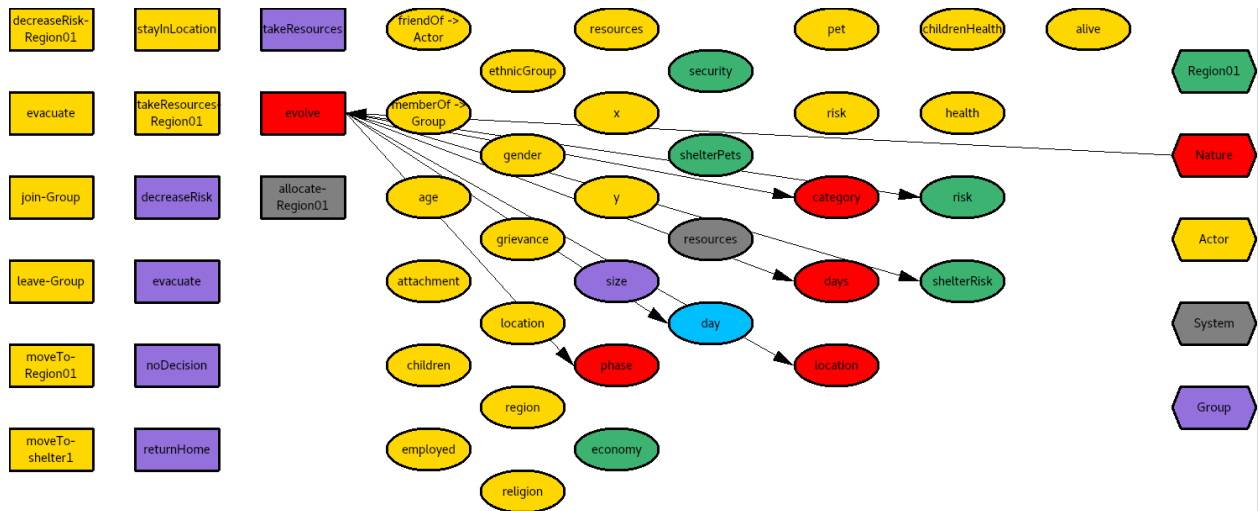 decreaseRisk-
Region01
stayInLocation
takeResources
friendOf ->
Actor
resources
pet
childrenHealth
alive
ethnicGroup
security
Region01
evacuate
takeResources-
Region01
evolve
memberOf ->
Group
x
risk
health
gender
shelterPets
Nature
join-Group
decreaseRisk
allocate-
Region01
age
y
category
risk
grievance
resources
Actor
leave-Group
evacuate
attachment
size
days
shelterRisk
location
day
System
moveTo-
Region01
noDecision
children
phase
location
region
Group
moveTo-
shelter1
returnHome
employed
economy
religion